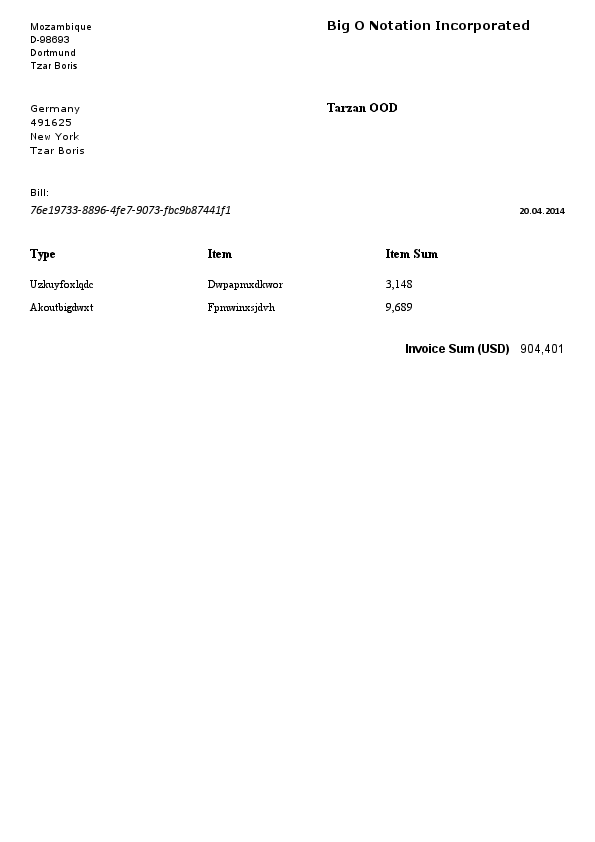 Mozambique
D-98693
Dortmund
Tzar Boris
Big O Notation Incorporated
Germany
491625
New York
Tzar Boris
Tarzan OOD
Bill:
76e19733-8896-4fe7-9073-fbc9b87441f1 20.04.2014
Type Item Item Sum
Uzkuyfoxlqdc Dwpapmxdkwor 3,148
Akoutbigdwxt Fpmwinxsjdvh 9,689
Invoice Sum (USD) 904,401